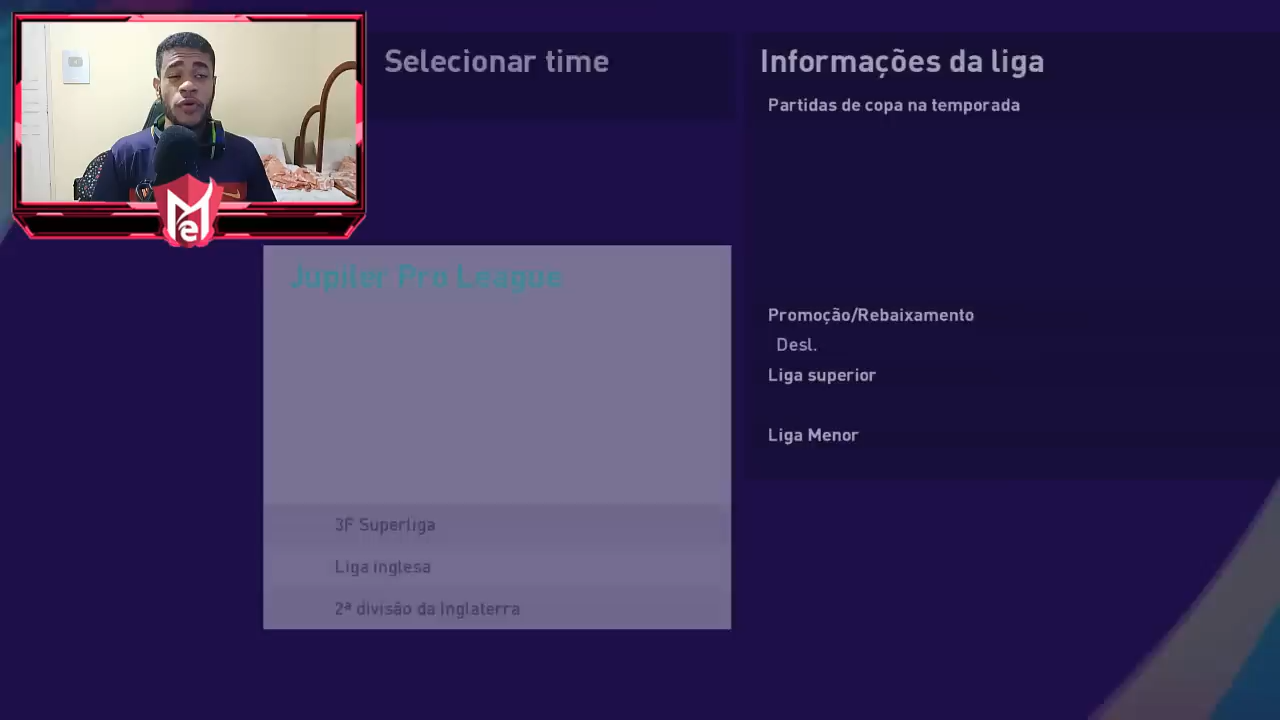 Selecionar time
Informações da liga
Partidas de copa na temporada
Jupiler Pro League
Promoção/Rebaixamento
Desl.
Liga superior
Liga Menor
3F Superliga
Liga inglesa
2ª divisão da Inglaterra
Me